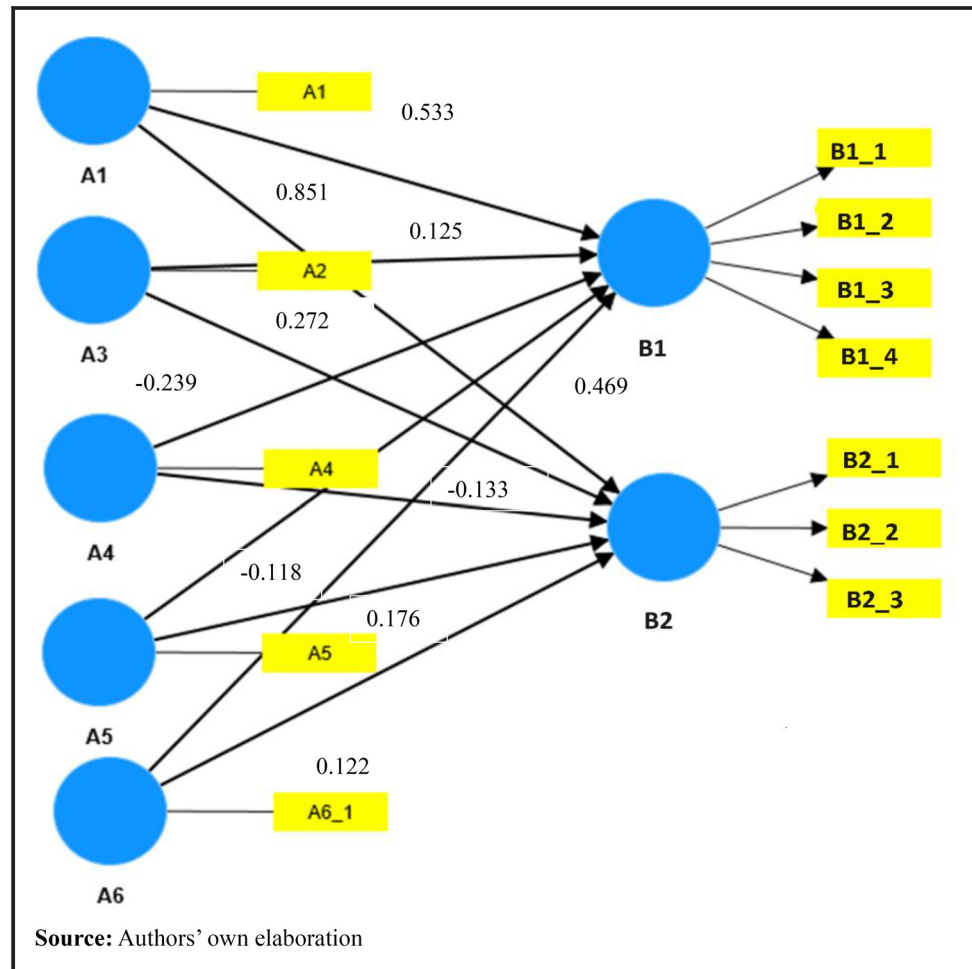 A1
0.533
B1_1
A1
0.851
B1_2
0.125
A2
B1_3
0.272
B1
A3
B1_4
-0.239
0.469
B2_1
A4
-0.133
B2_2
A4
-0.118
B2_3
0.176
B2
A5
A5
0.122
A6_1
A6
Source: Authors’ own elaboration